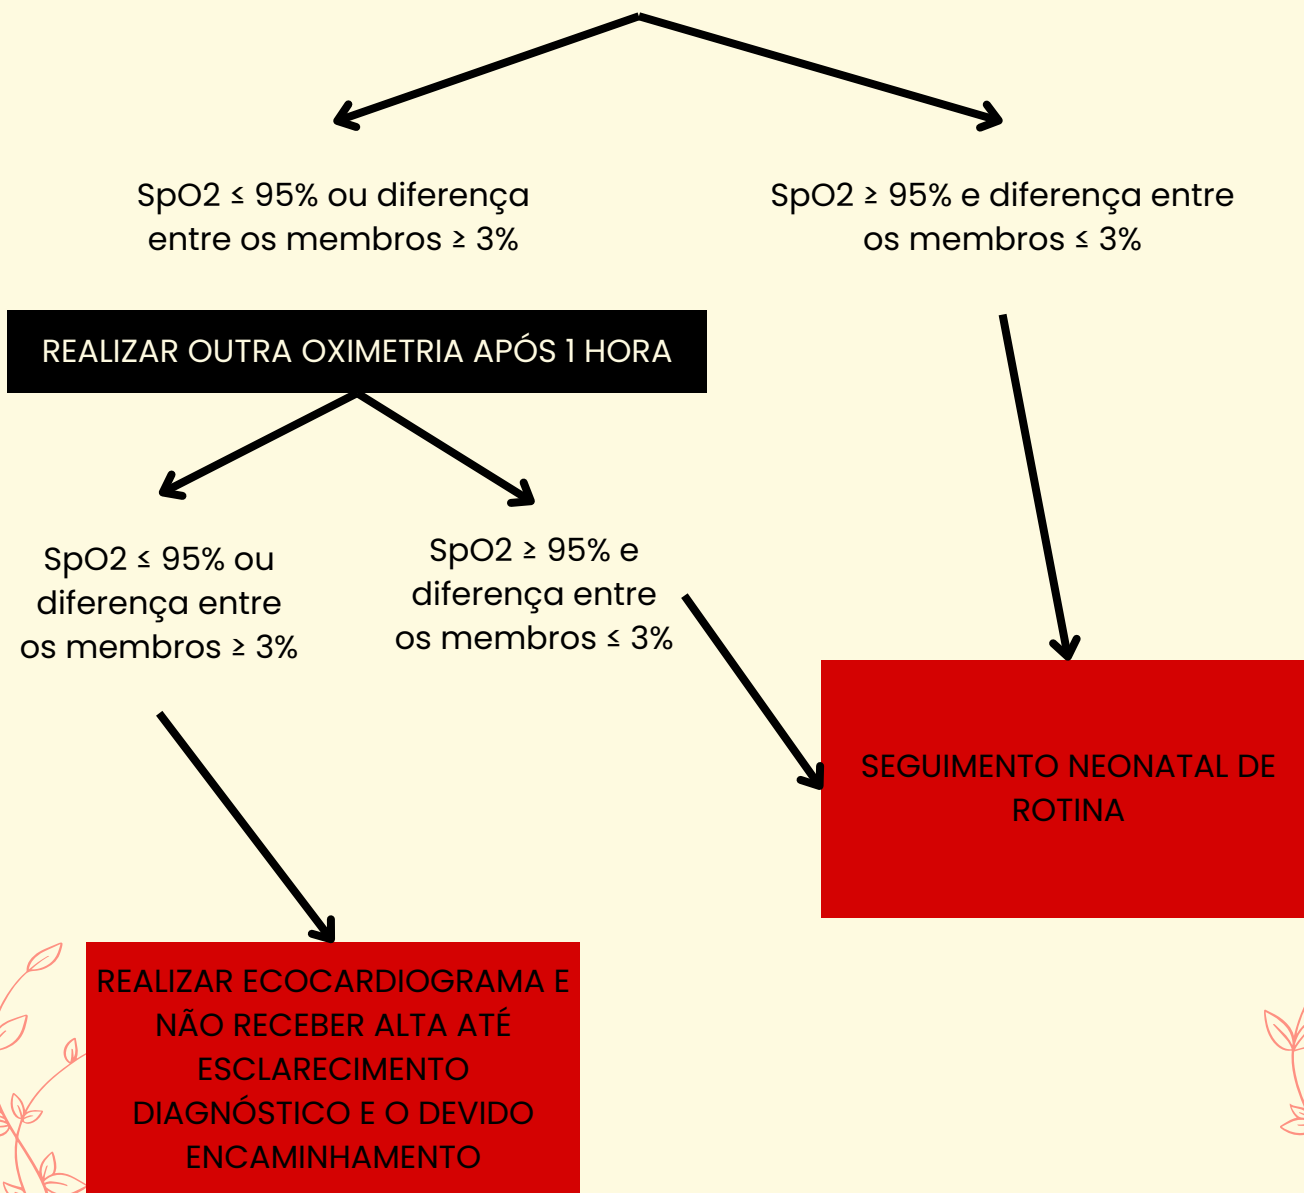 SpO2 ≤ 95% ou diferença
entre os membros ≥ 3%
SpO2 ≥ 95% e diferença entre
os membros ≤ 3%
REALIZAR OUTRA OXIMETRIA APÓS 1 HORA
SpO2 ≤ 95% ou
diferença entre
os membros ≥ 3%
SpO2 ≥ 95% e
diferença entre
os membros ≤ 3%
SEGUIMENTO NEONATAL DE
ROTINA
REALIZAR ECOCARDIOGRAMA E
NÃO RECEBER ALTA ATÉ
ESCLARECIMENTO
DIAGNÓSTICO E O DEVIDO
ENCAMINHAMENTO